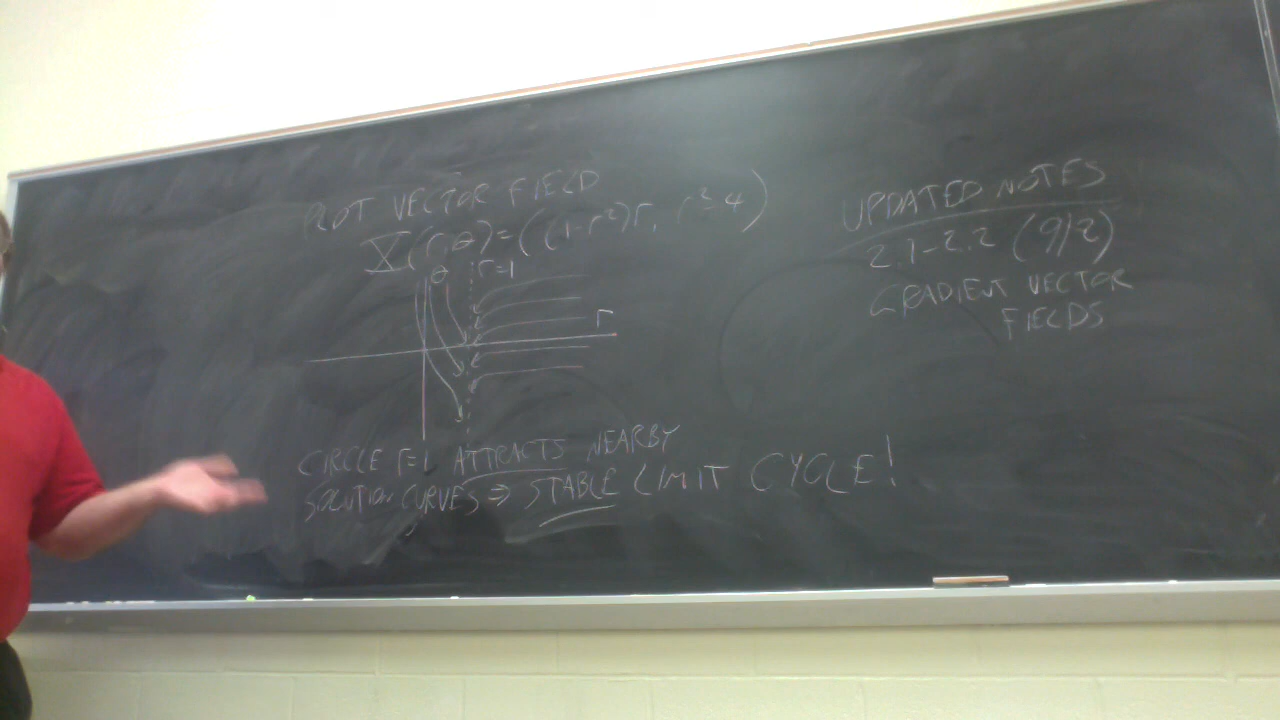 PLOT VECTOR FIELD
X(r,θ)=((1-r²)r, r²-4)
θ
r=1
r
CIRCLE r=1 ATTRACTS NEARBY
SOLUTION CURVES ⇒ STABLE LIMIT CYCLE!
UPDATED NOTES
2.1-2.2 (9/2)
GRADIENT VECTOR
FIELDS